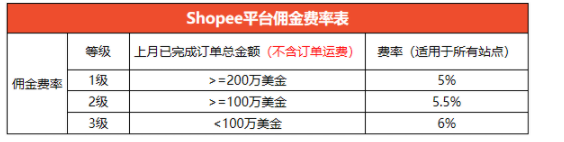 Shopee平台佣金费率表
等级 上月已完成订单总金额（不含订单运费） 费率（适用于所有站点）
佣金费率
1级 >=200万美金 5%
2级 >=100万美金 5.5%
3级 <100万美金 6%